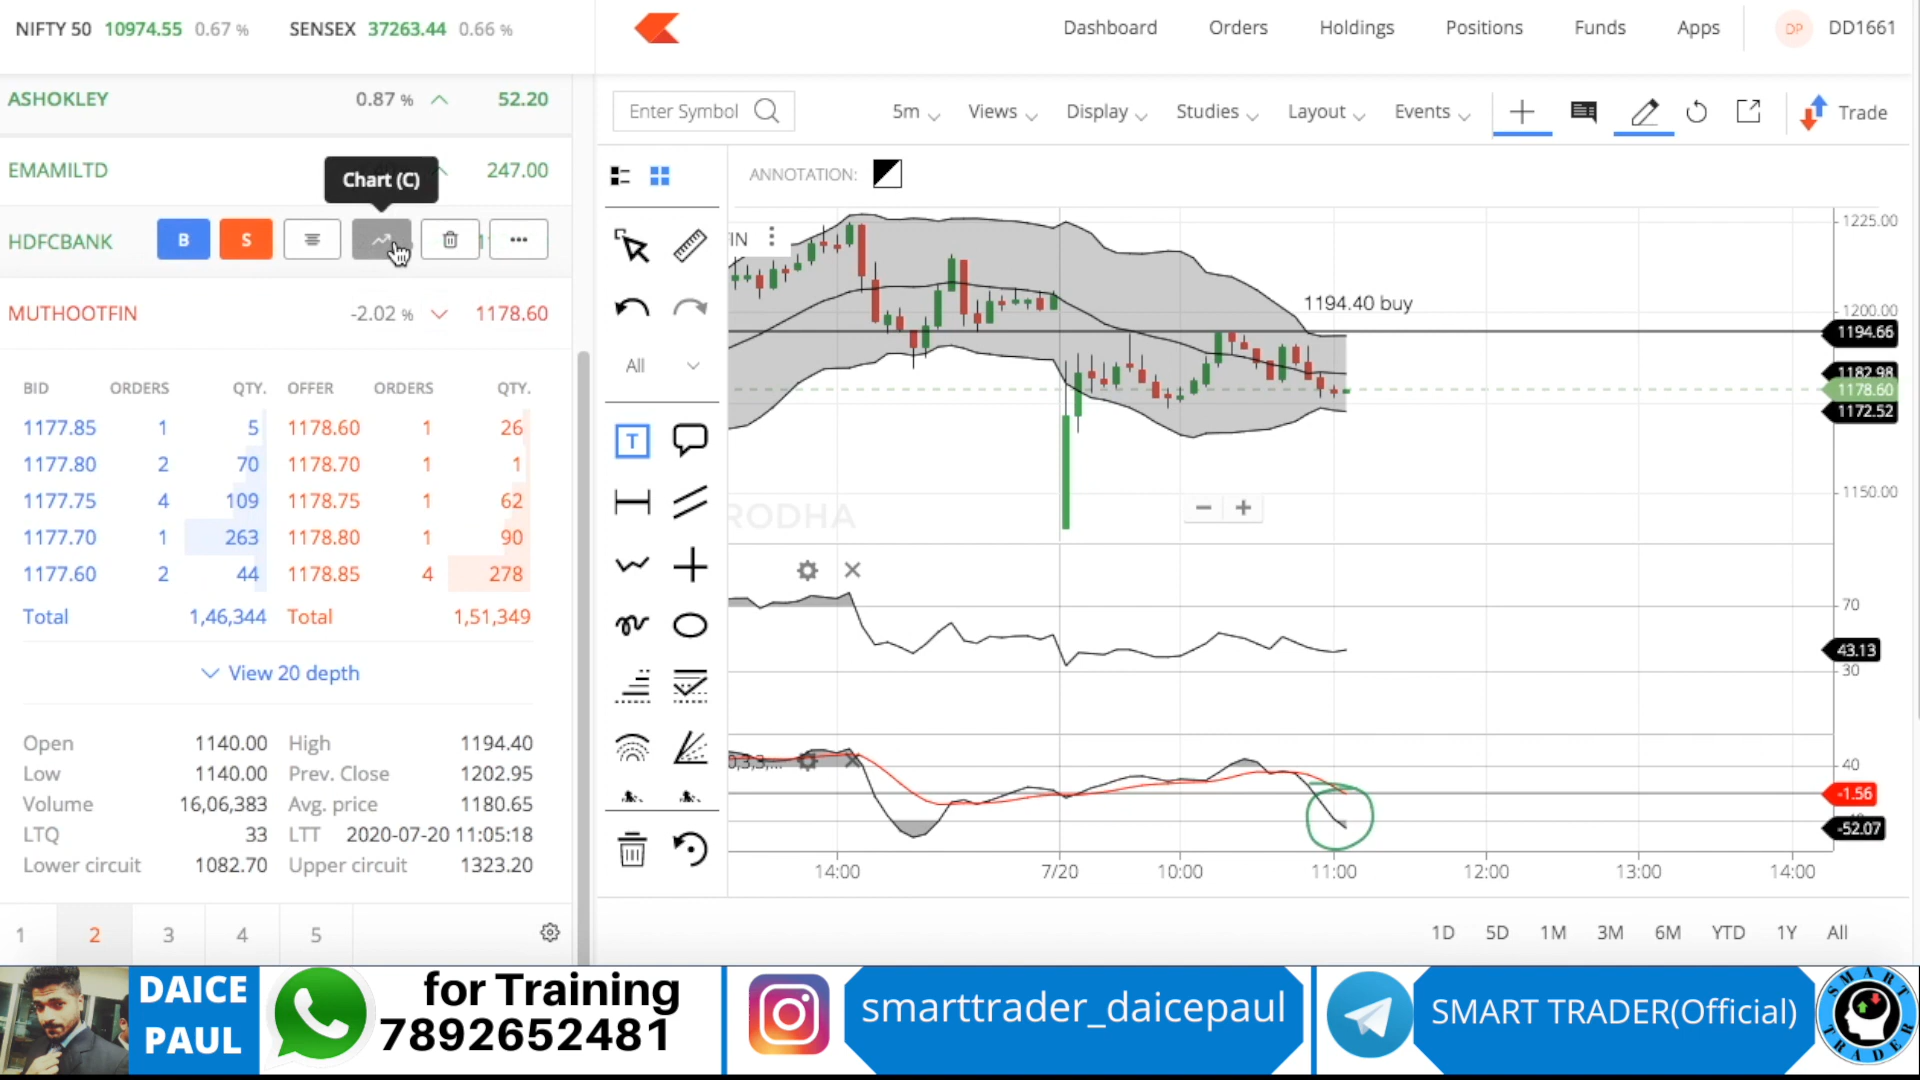 NIFTY 50 10974.55 0.67 % SENSEX 37263.44 0.66 %
Dashboard Orders Holdings Positions Funds Apps DP DD1661
ASHOKLEY 0.87 % 52.20
EMAMILTD 247.00
Chart (C)
HDFCBANK B S
MUTHOOTFIN -2.02 % 1178.60
BID ORDERS QTY. OFFER ORDERS QTY.
1177.85 1 5 1178.60 1 26
1177.80 2 70 1178.70 1 1
1177.75 4 109 1178.75 1 62
1177.70 1 263 1178.80 1 90
1177.60 2 44 1178.85 4 278
Total 1,46,344 Total 1,51,349
View 20 depth
Open 1140.00 High 1194.40
Low 1140.00 Prev. Close 1202.95
Volume 16,06,383 Avg. price 1180.65
LTQ 33 LTT 2020-07-20 11:05:18
Lower circuit 1082.70 Upper circuit 1323.20
1 2 3 4 5
Enter Symbol 5m Views Display Studies Layout Events Trade
ANNOTATION:
All
T
IN
1194.40 buy
1225.00
1200.00
1194.66
1182.98
1178.60
1172.52
1150.00
RODHA
70
43.13
30
0,3,3,...
40
-1.56
-52.07
14:00 7/20 10:00 11:00 12:00 13:00 14:00
1D 5D 1M 3M 6M YTD 1Y All
DAICE
PAUL
for Training
7892652481
smarttrader_daicepaul
SMART TRADER(Official)
SMART
TRADER